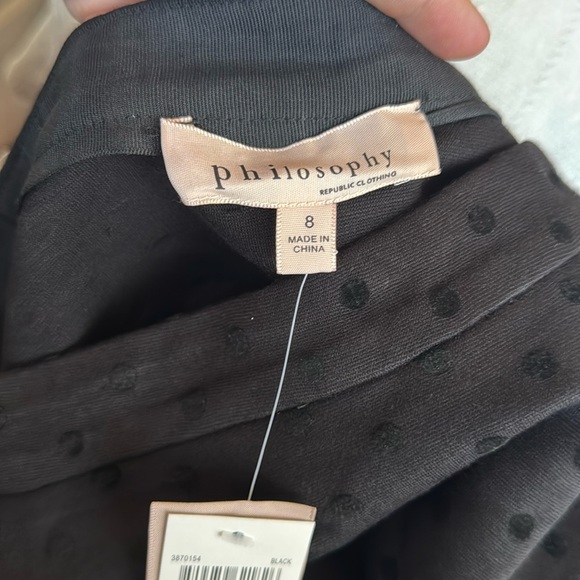 philosophy
REPUBLIC CLOTHING
8
MADE IN
CHINA
3870154 BLACK